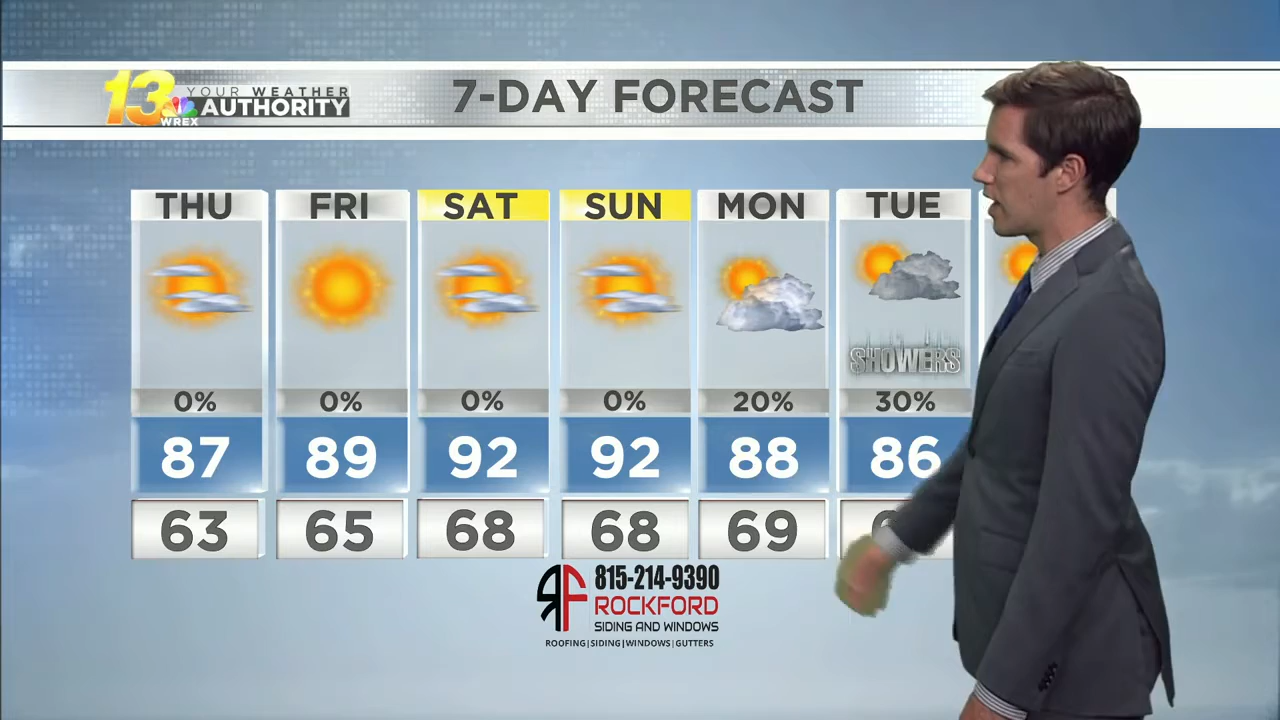 13 YOUR WEATHER
AUTHORITY
WREX
7-DAY FORECAST
THU FRI SAT SUN MON TUE
SHOWERS
0% 0% 0% 0% 20% 30%
87 89 92 92 88 86
63 65 68 68 69
RF 815-214-9390
ROCKFORD
SIDING AND WINDOWS
ROOFING|SIDING|WINDOWS|GUTTERS